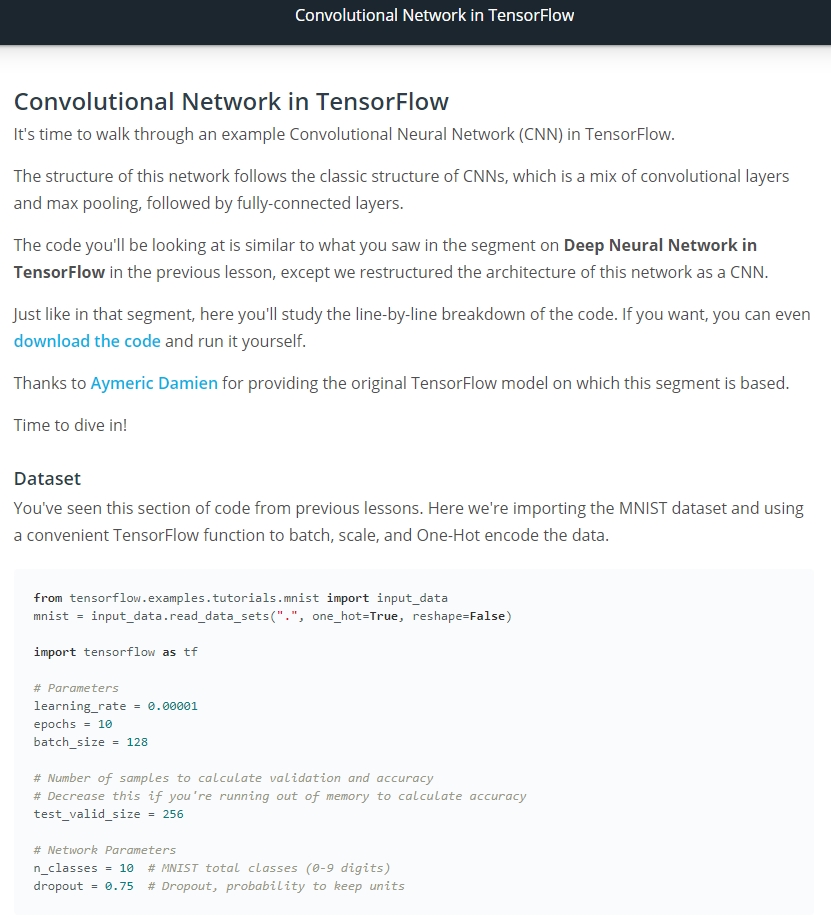 Convolutional Network in TensorFlow
Convolutional Network in TensorFlow
It's time to walk through an example Convolutional Neural Network (CNN) in TensorFlow.
The structure of this network follows the classic structure of CNNs, which is a mix of convolutional layers
and max pooling, followed by fully-connected layers.
The code you'll be looking at is similar to what you saw in the segment on Deep Neural Network in
TensorFlow in the previous lesson, except we restructured the architecture of this network as a CNN.
Just like in that segment, here you'll study the line-by-line breakdown of the code. If you want, you can even
download the code and run it yourself.
Thanks to Aymeric Damien for providing the original TensorFlow model on which this segment is based.
Time to dive in!
Dataset
You've seen this section of code from previous lessons. Here we're importing the MNIST dataset and using
a convenient TensorFlow function to batch, scale, and One-Hot encode the data.
from tensorflow.examples.tutorials.mnist import input_data
mnist = input_data.read_data_sets(".", one_hot=True, reshape=False)
import tensorflow as tf
# Parameters
learning_rate = 0.00001
epochs = 10
batch_size = 128
# Number of samples to calculate validation and accuracy
# Decrease this if you're running out of memory to calculate accuracy
test_valid_size = 256
# Network Parameters
n_classes = 10  # MNIST total classes (0-9 digits)
dropout = 0.75  # Dropout, probability to keep units